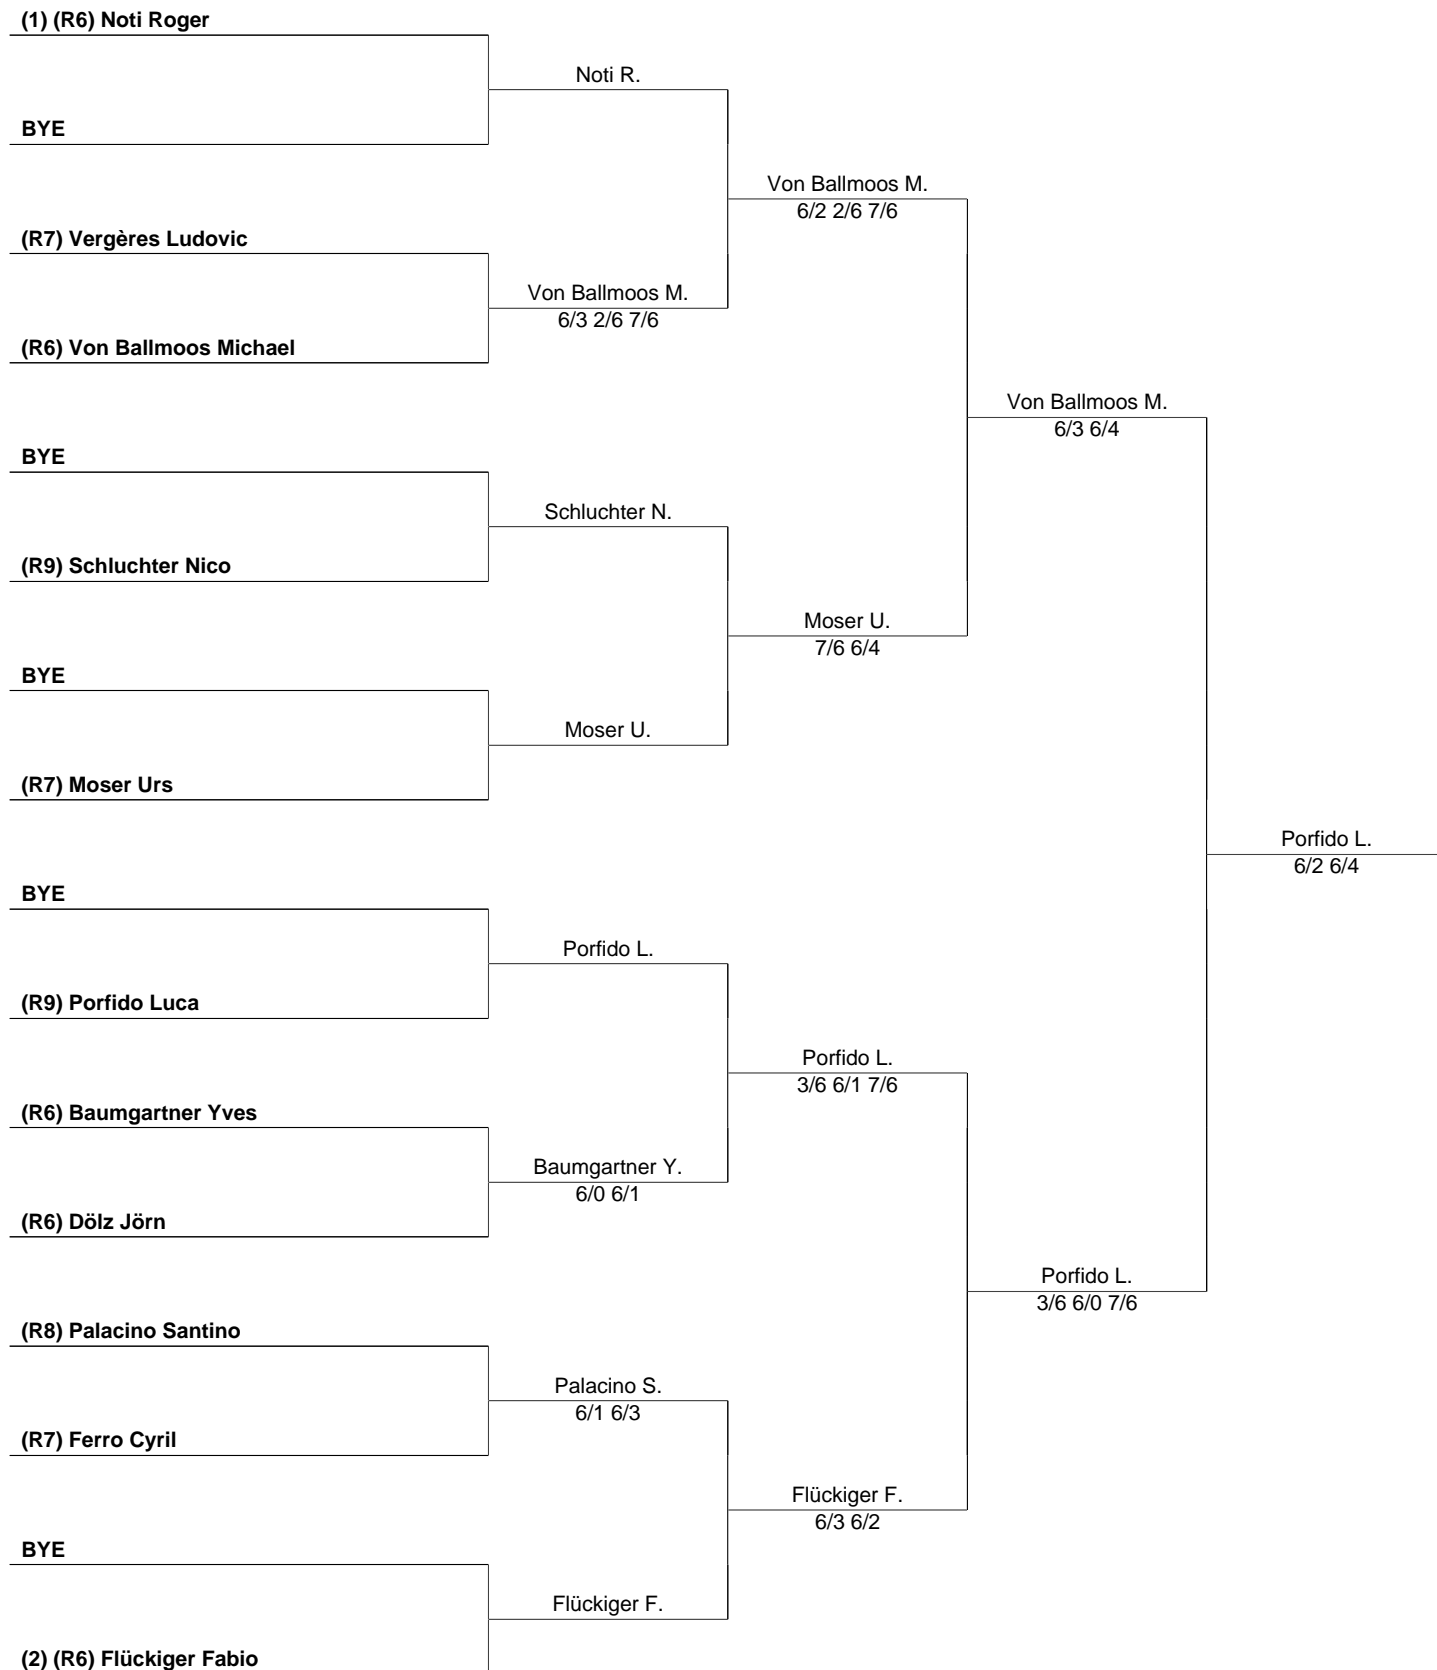 (1) (R6) Noti Roger
Noti R.
BYE
Von Ballmoos M.
6/2 2/6 7/6
(R7) Vergères Ludovic
Von Ballmoos M.
6/3 2/6 7/6
(R6) Von Ballmoos Michael
Von Ballmoos M.
6/3 6/4
BYE
Schluchter N.
(R9) Schluchter Nico
Moser U.
7/6 6/4
BYE
Moser U.
(R7) Moser Urs
Porfido L.
6/2 6/4
BYE
Porfido L.
(R9) Porfido Luca
Porfido L.
3/6 6/1 7/6
(R6) Baumgartner Yves
Baumgartner Y.
6/0 6/1
(R6) Dölz Jörn
Porfido L.
3/6 6/0 7/6
(R8) Palacino Santino
Palacino S.
6/1 6/3
(R7) Ferro Cyril
Flückiger F.
6/3 6/2
BYE
Flückiger F.
(2) (R6) Flückiger Fabio